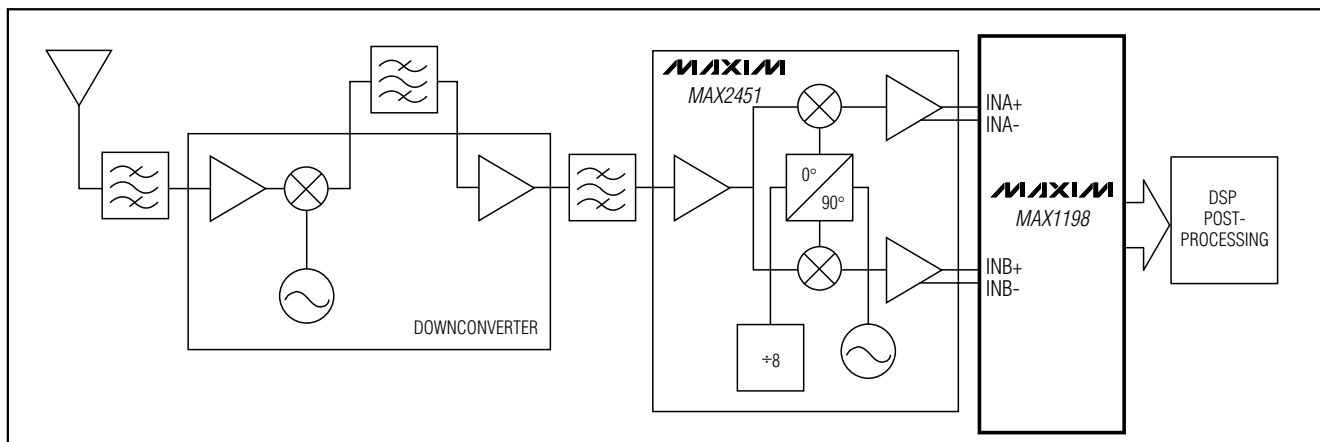 DOWNCONVERTER
MAXIM
MAX2451
0°
90°
÷8
INA+
INA-
MAXIM
MAX1198
INB+
INB-
DSP
POST-
PROCESSING